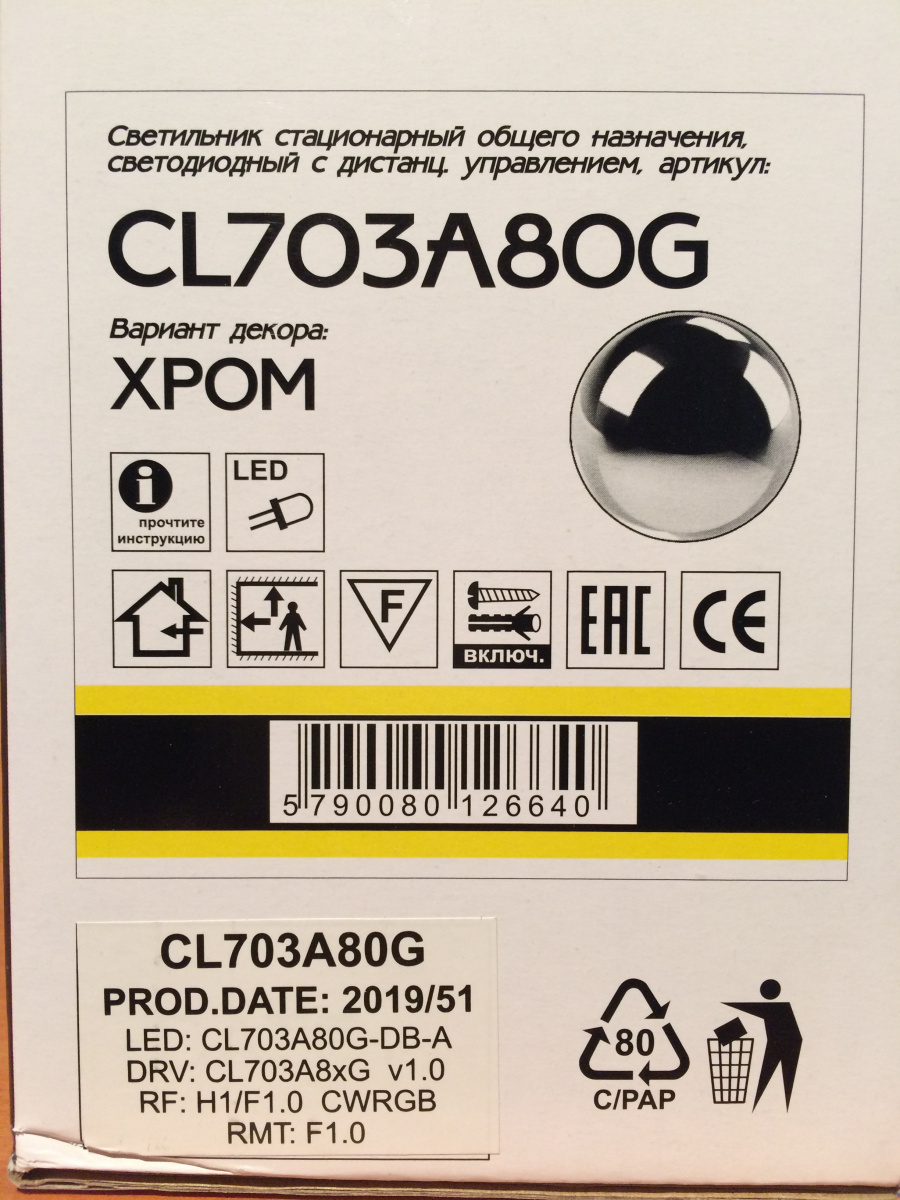 Светильник стационарный общего назначения,
светодиодный с дистанц. управлением, артикул:
CL703A80G
Вариант декора:
ХРОМ
i
прочтите
инструкцию
LED
F
ВКЛЮЧ.
EAC
CE
5 790080 126640
CL703A80G
PROD.DATE: 2019/51
LED: CL703A80G-DB-A
DRV: CL703A8xG v1.0
RF: H1/F1.0 CWRGB
RMT: F1.0
80
C/PAP